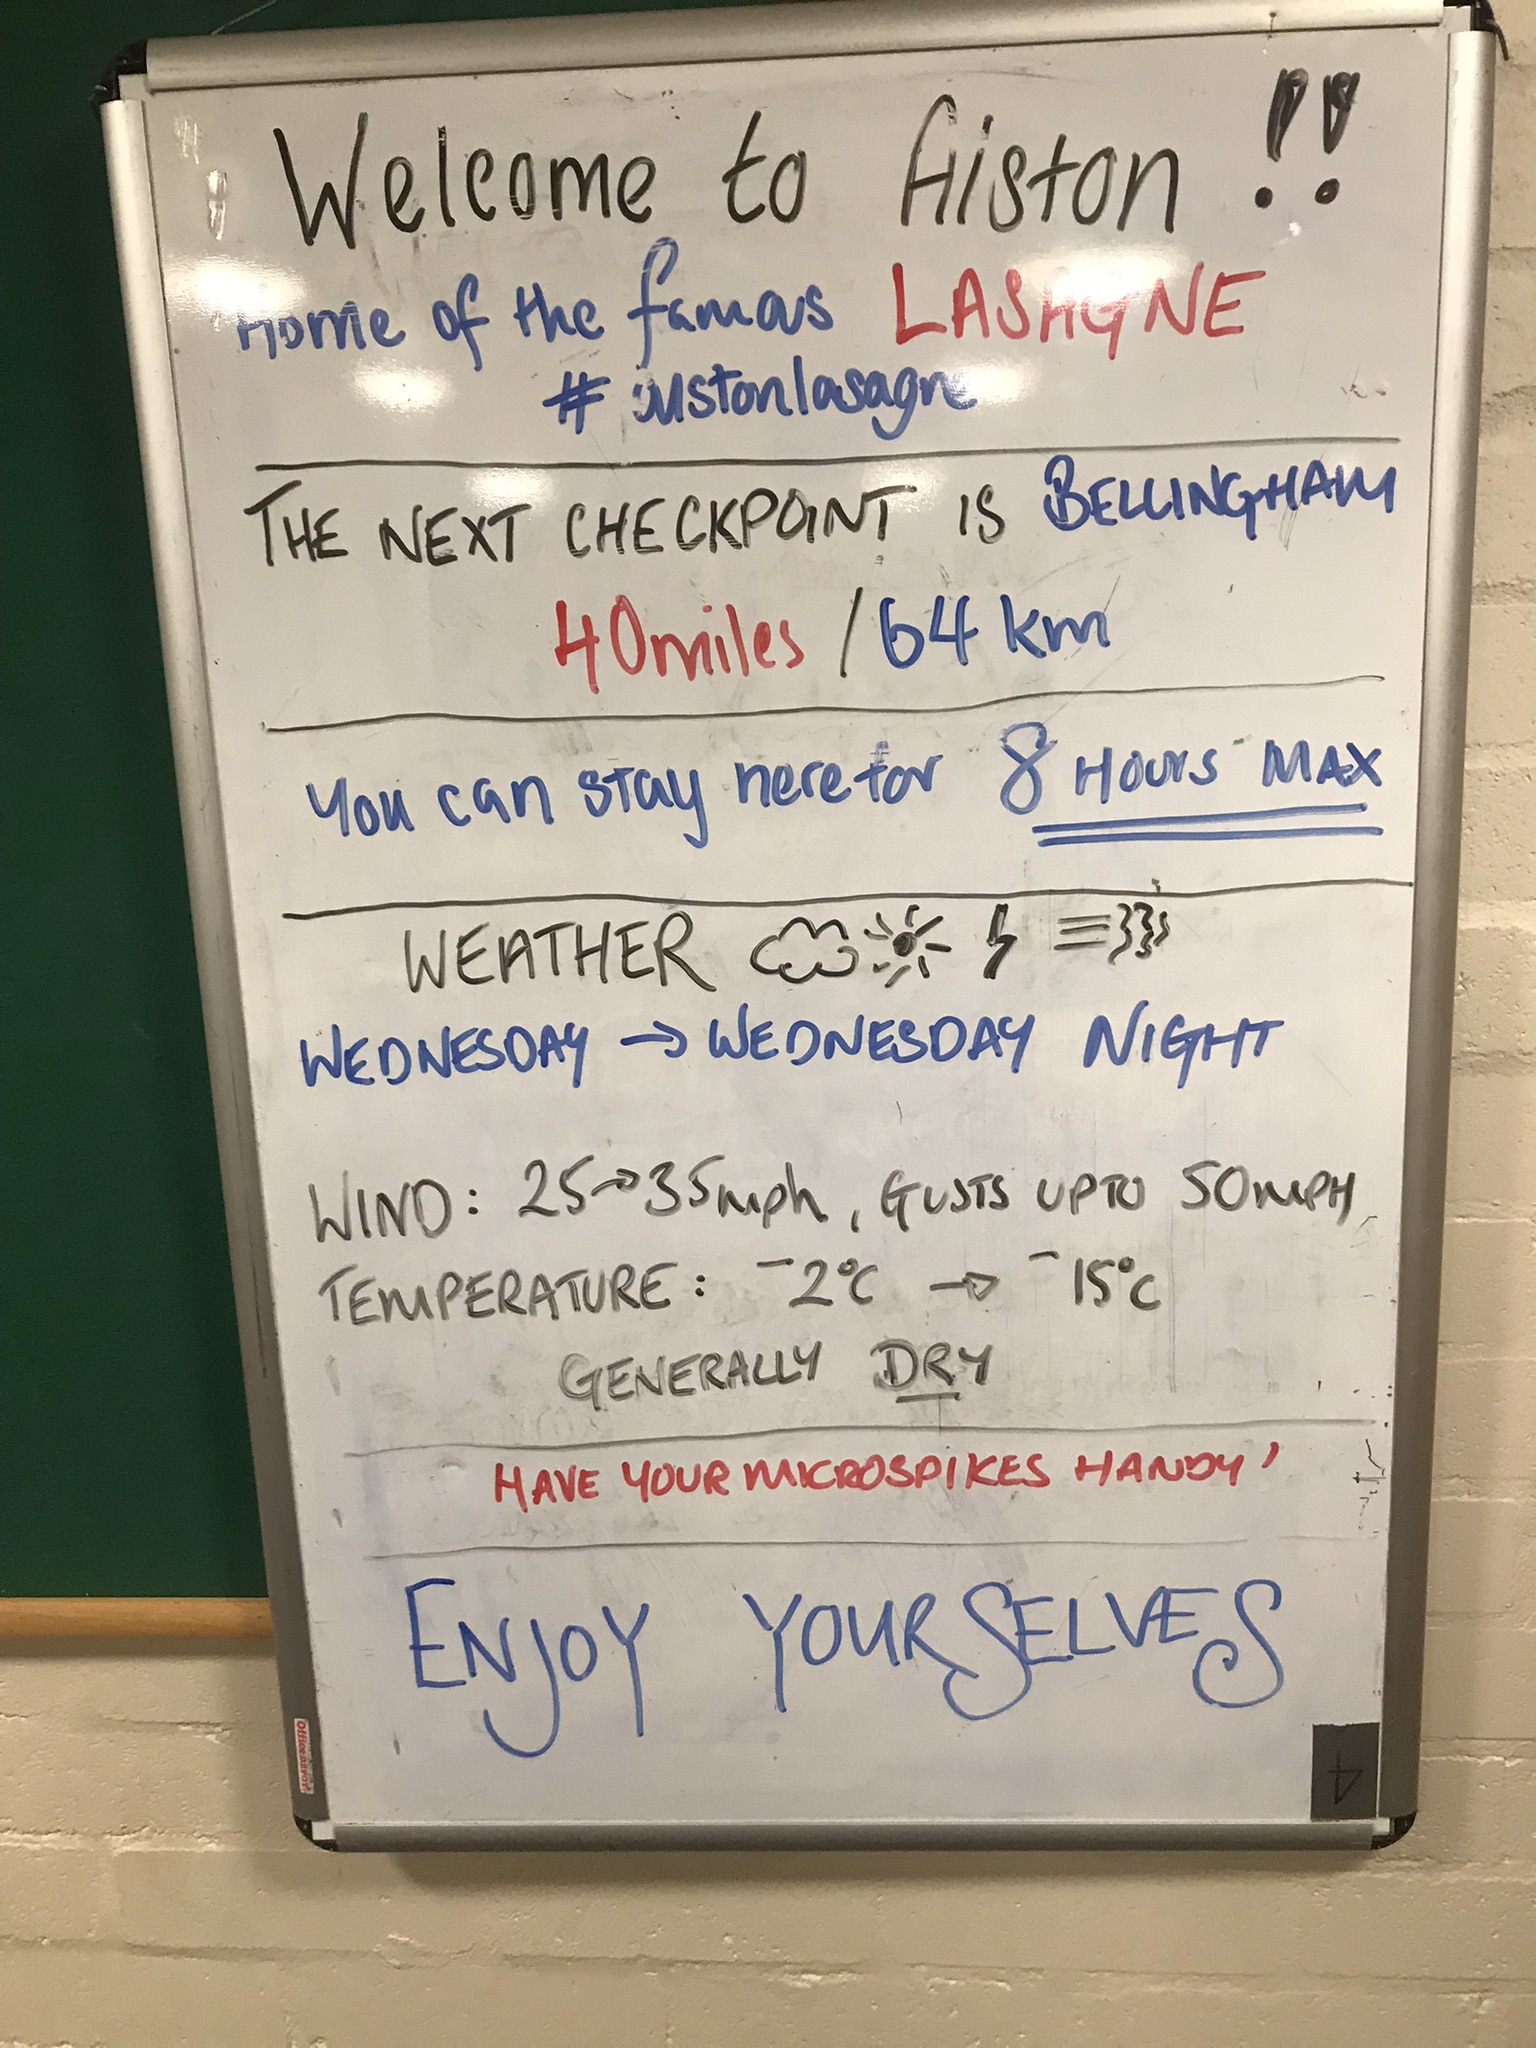 Welcome to Alston !!
Home of the famous LASAGNE
# alstonlasagne
THE NEXT CHECKPOINT IS BELLINGHAM
40miles / 64 km
You can stay here for 8 HOURS MAX
WEATHER
WEDNESDAY → WEDNESDAY NIGHT
WIND: 25→35mph, GUSTS UPTO 50MPH
TEMPERATURE: -2°C → -15°C
GENERALLY DRY
HAVE YOUR MICROSPIKES HANDY'
ENJOY YOURSELVES
Office DEPOT
4